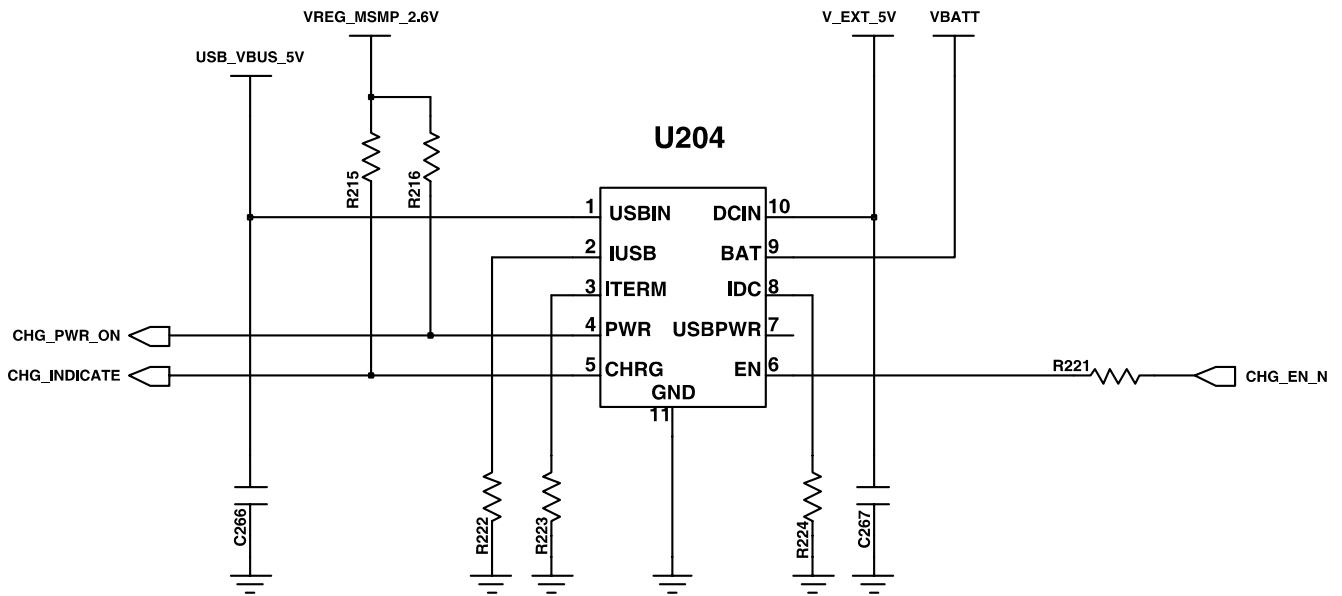 VREG_MSMP_2.6V
V_EXT_5V
VBATT
USB_VBUS_5V
U204
R215
R216
1 USBIN
DCIN 10
2 IUSB
BAT 9
3 ITERM
IDC 8
CHG_PWR_ON
4 PWR
USBPWR 7
CHG_INDICATE
5 CHRG
EN 6
R221
CHG_EN_N
GND
11
C266
R222
R223
R224
C267